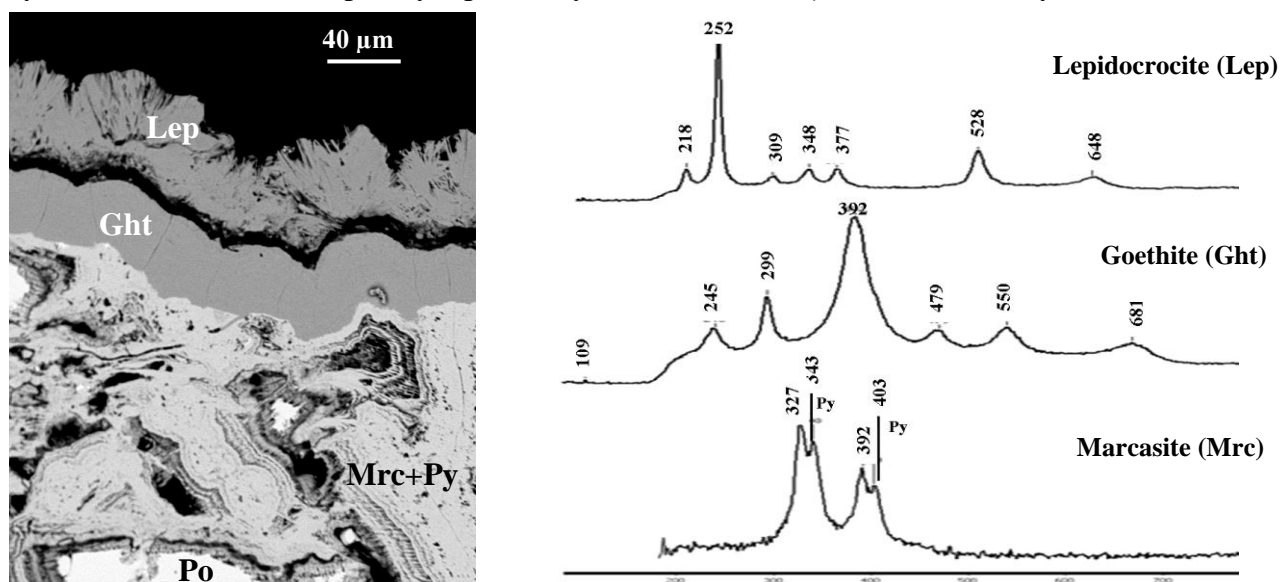 40 µm
Lep
Ght
Mrc+Py
Po
Lepidocrocite (Lep)
218
252
309
348
377
528
648
Goethite (Ght)
109
245
299
392
479
550
681
Marcasite (Mrc)
327
343
Py
392
403
Py